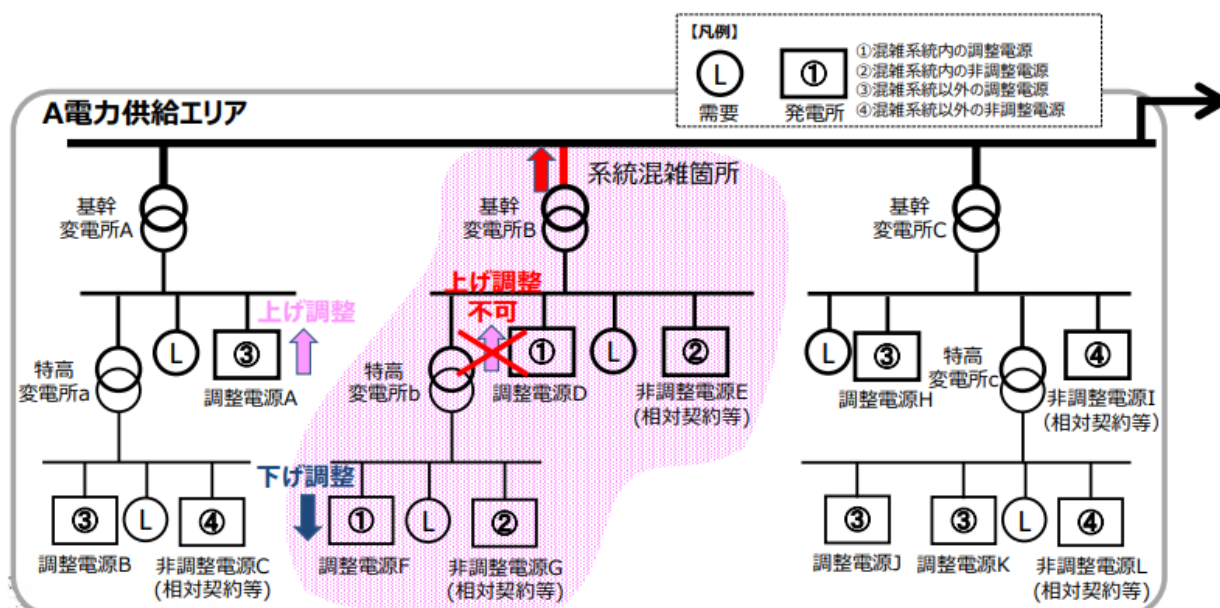 【凡例】
L
需要
①
発電所
①混雑系統内の調整電源
②混雑系統内の非調整電源
③混雑系統以外の調整電源
④混雑系統以外の非調整電源
A電力供給エリア
系統混雑箇所
基幹
変電所A
基幹
変電所B
基幹
変電所C
上げ調整
L
③
調整電源A
特高
変電所a
上げ調整
不可
①
調整電源D
L
②
非調整電源E
(相対契約等)
特高
変電所b
L
③
調整電源H
特高
変電所c
④
非調整電源I
(相対契約等)
③
調整電源B
L
④
非調整電源C
(相対契約等)
下げ調整
①
調整電源F
L
②
非調整電源G
(相対契約等)
③
調整電源J
③
調整電源K
L
④
非調整電源L
(相対契約等)